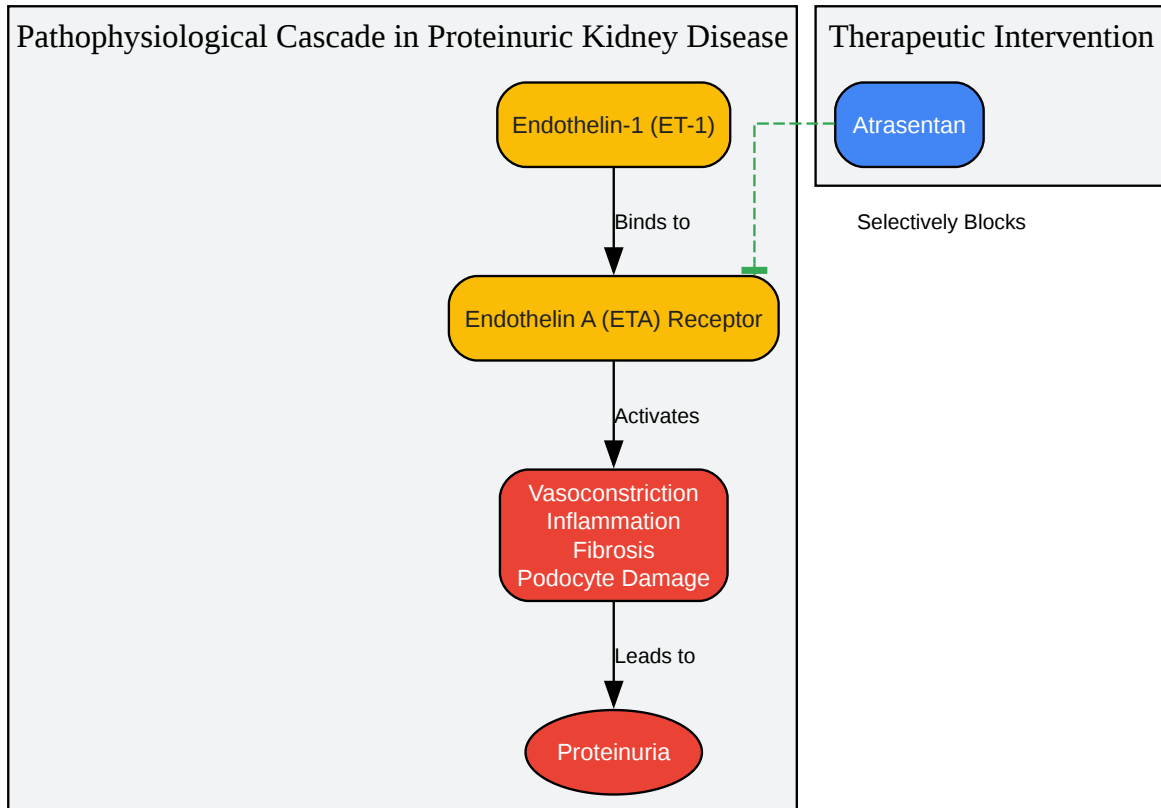 Pathophysiological Cascade in Proteinuric Kidney Disease
Therapeutic Intervention
Endothelin-1 (ET-1)
Atrasentan
Binds to
Selectively Blocks
Endothelin A (ETA) Receptor
Activates
Vasoconstriction
Inflammation
Fibrosis
Podocyte Damage
Leads to
Proteinuria